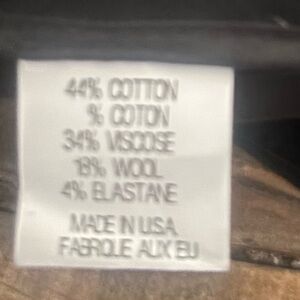 44% COTTON
% COTON
34% VISCOSE
18% WOOL
4% ELASTANE
MADE IN U.S.A.
FABRIQUE AUX EU